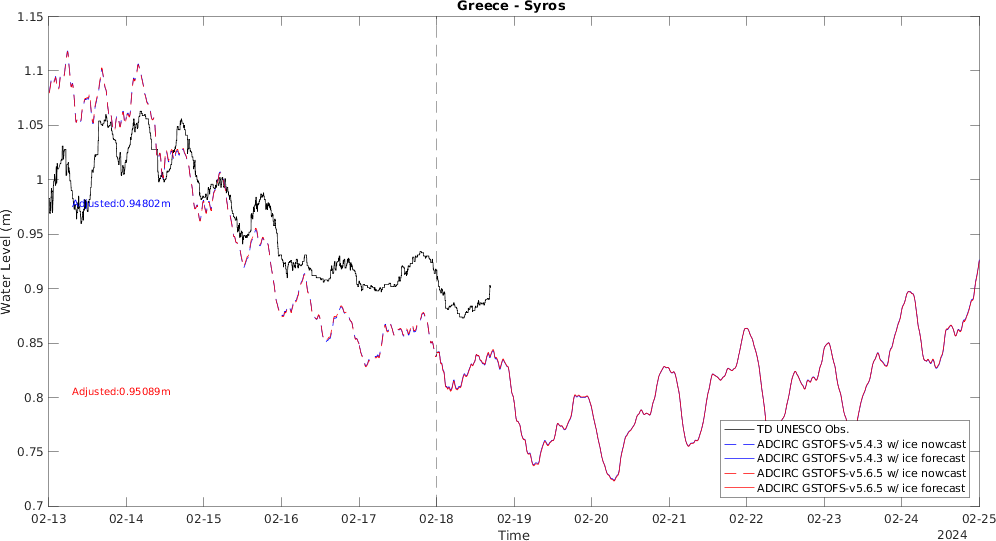 Greece - Syros
1.15
1.1
1.05
1
0.95
0.9
0.85
0.8
0.75
0.7
Water Level (m)
Adjusted:0.94802m
Adjusted:0.95089m
TD UNESCO Obs.
ADCIRC GSTOFS-v5.4.3 w/ ice nowcast
ADCIRC GSTOFS-v5.4.3 w/ ice forecast
ADCIRC GSTOFS-v5.6.5 w/ ice nowcast
ADCIRC GSTOFS-v5.6.5 w/ ice forecast
02-13 02-14 02-15 02-16 02-17 02-18 02-19 02-20 02-21 02-22 02-23 02-24 02-25
Time
2024